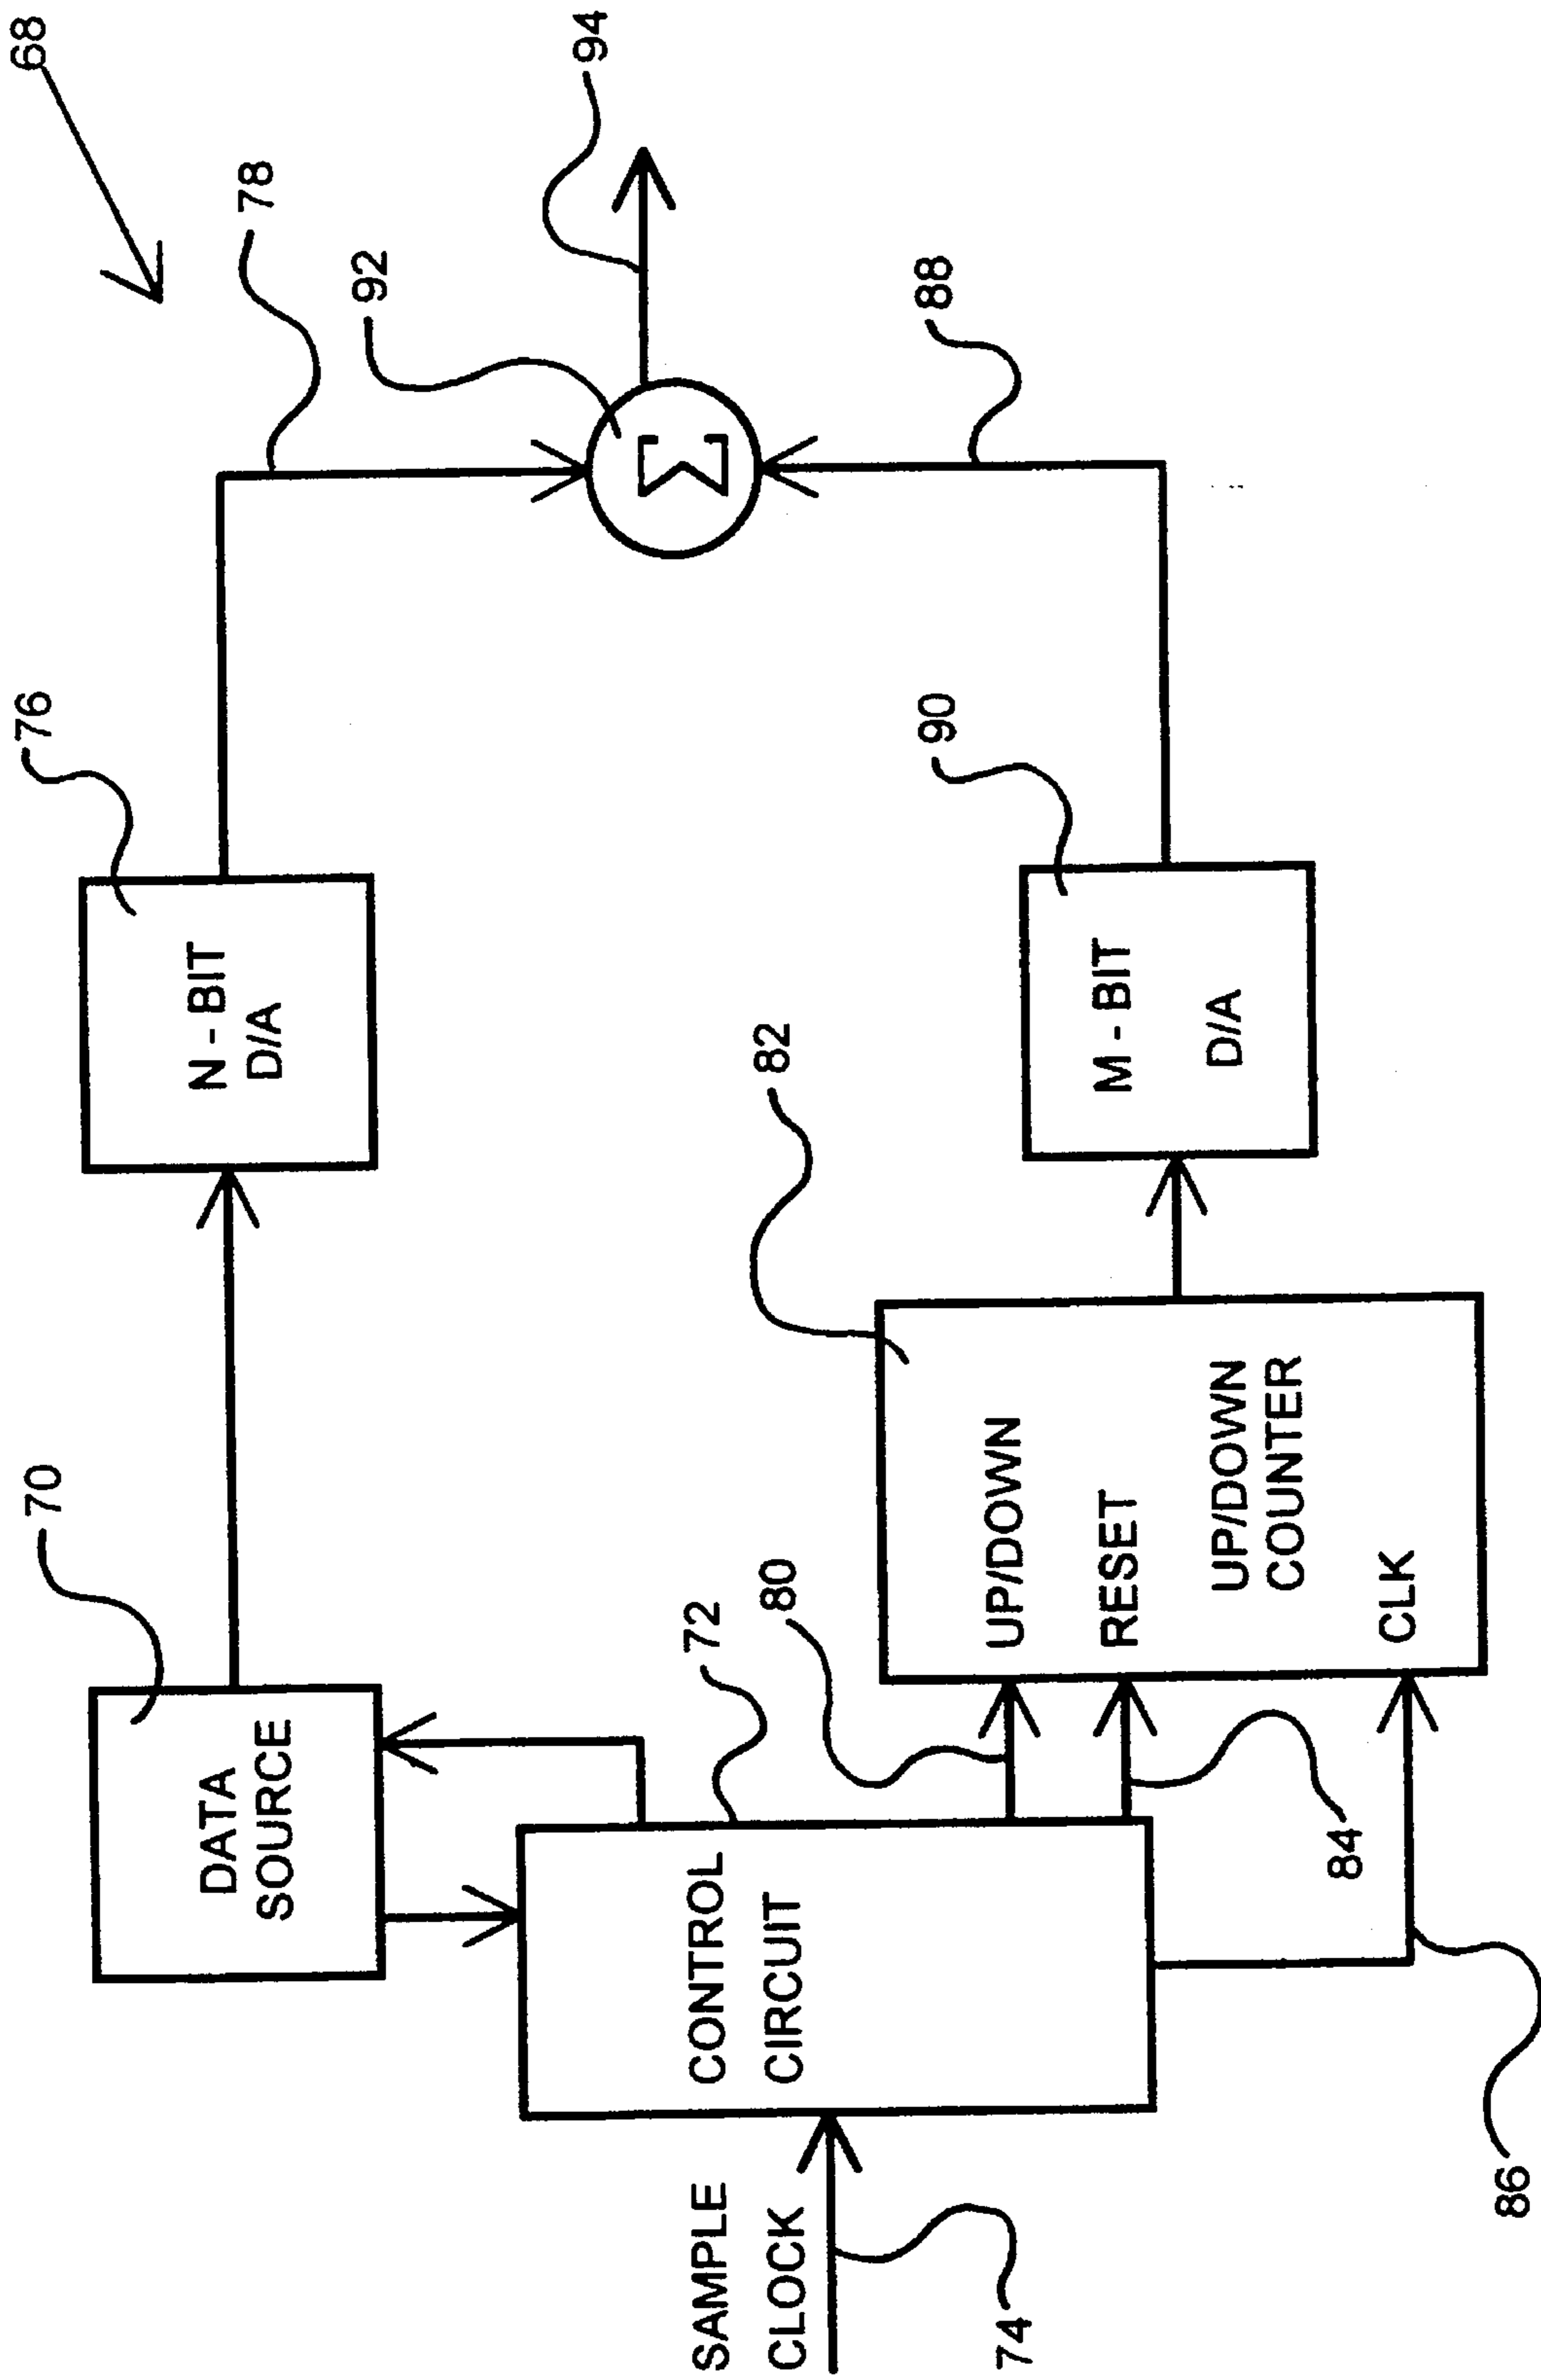 68
70
DATA
SOURCE
76
N - BIT
D/A
78
92
Σ
94
72
CONTROL
CIRCUIT
SAMPLE
CLOCK
74
80
82
UP/DOWN
RESET
UP/DOWN
COUNTER
CLK
84
86
90
M - BIT
D/A
88